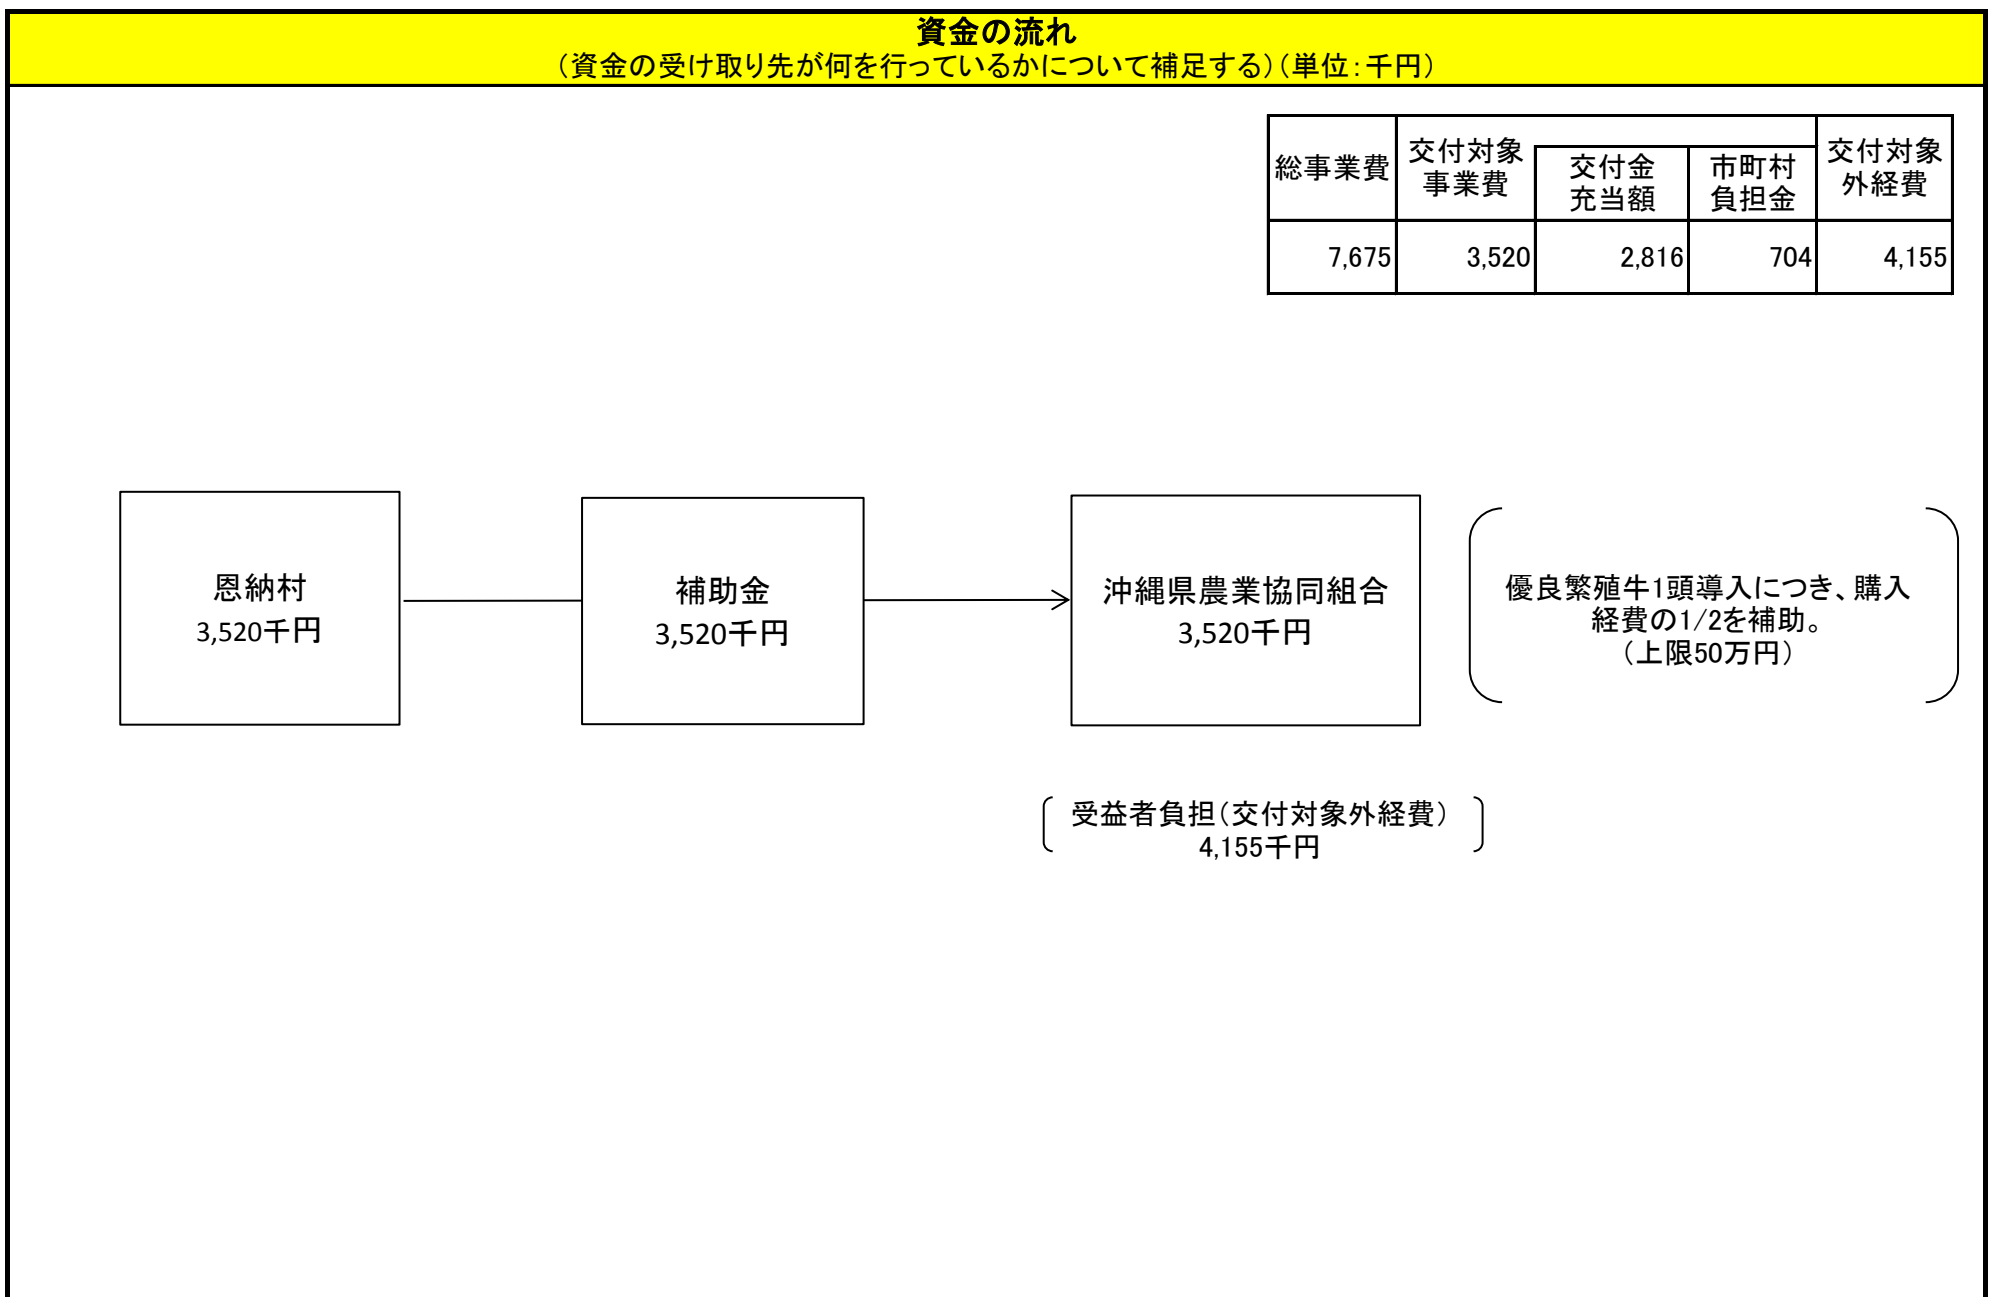 資金の流れ
（資金の受け取り先が何を行っているかについて補足する）（単位：千円）
総事業費
交付対象
事業費
交付金
充当額
市町村
負担金
交付対象
外経費
7,675
3,520
2,816
704
4,155
恩納村
3,520千円
補助金
3,520千円
沖縄県農業協同組合
3,520千円
優良繁殖牛1頭導入につき、購入
経費の1/2を補助。
（上限50万円）
受益者負担（交付対象外経費）
4,155千円